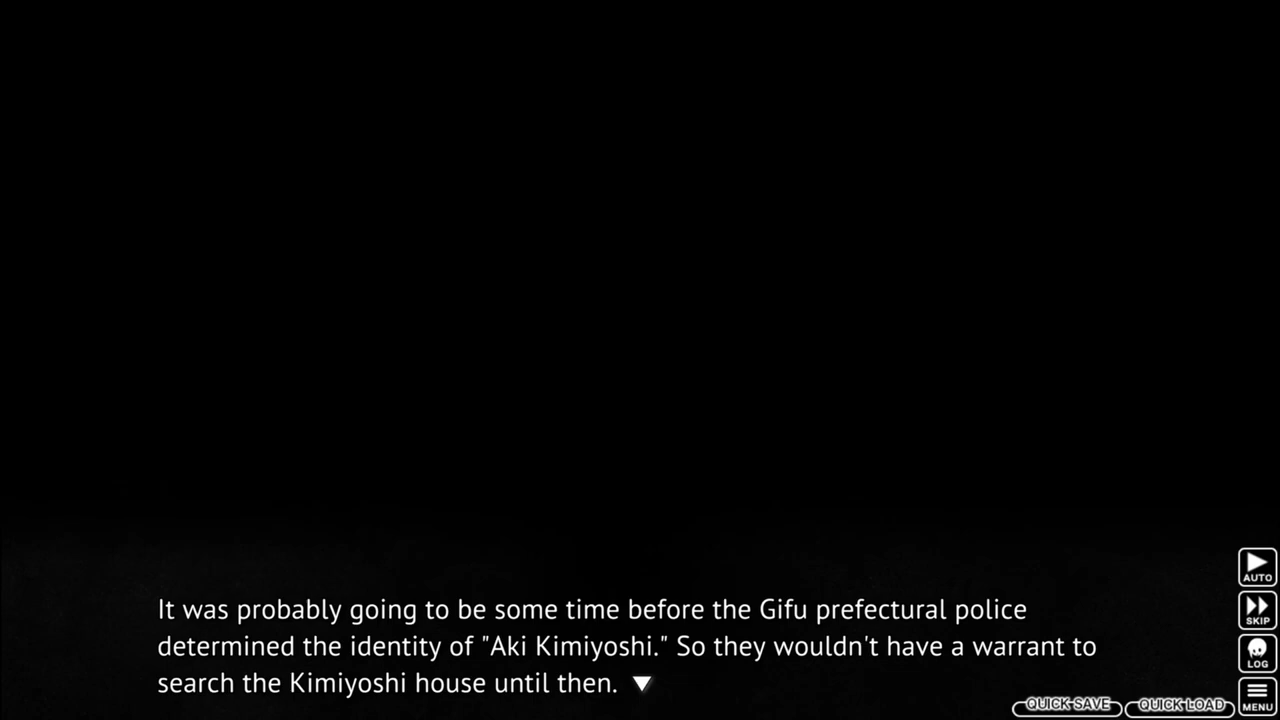 It was probably going to be some time before the Gifu prefectural police
determined the identity of "Aki Kimiyoshi." So they wouldn't have a warrant to
search the Kimiyoshi house until then.
AUTO
SKIP
LOG
MENU
QUICK SAVE
QUICK LOAD